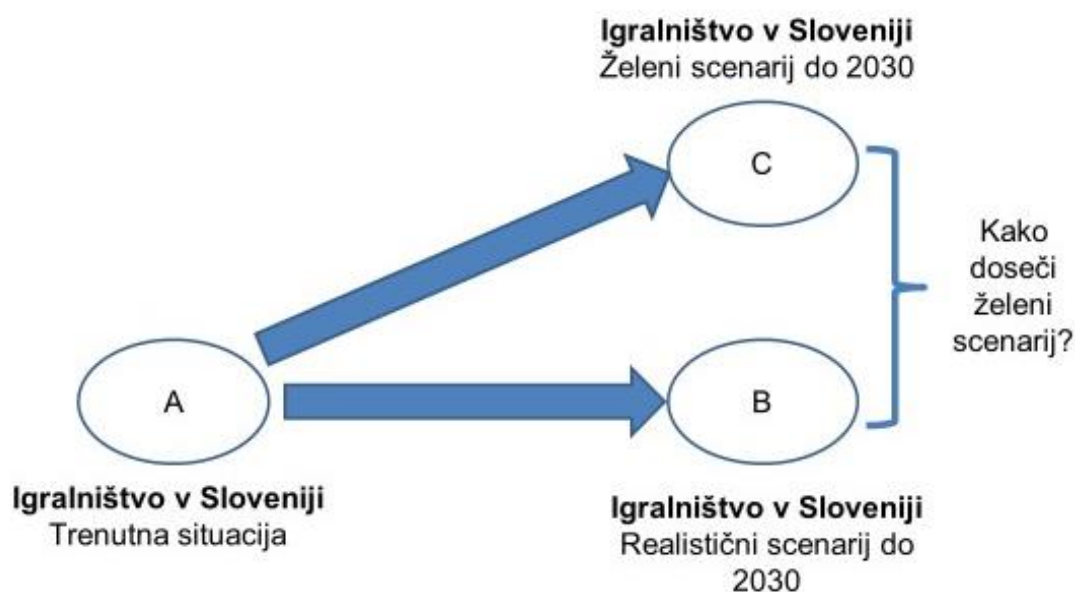 Igralništvo v Sloveniji
Želeni scenarij do 2030
C
Kako
doseči
želeni
scenarij?
A
B
Igralništvo v Sloveniji
Trenutna situacija
Igralništvo v Sloveniji
Realistični scenarij do
2030